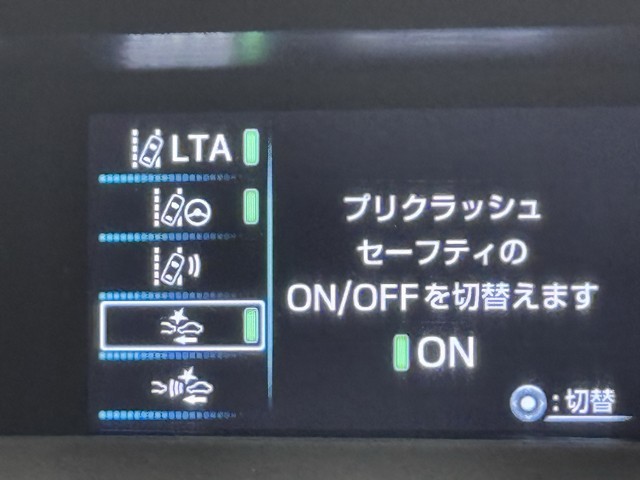 LTA
プリクラッシュ
セーフティの
ON/OFFを切替えます
ON
:切替